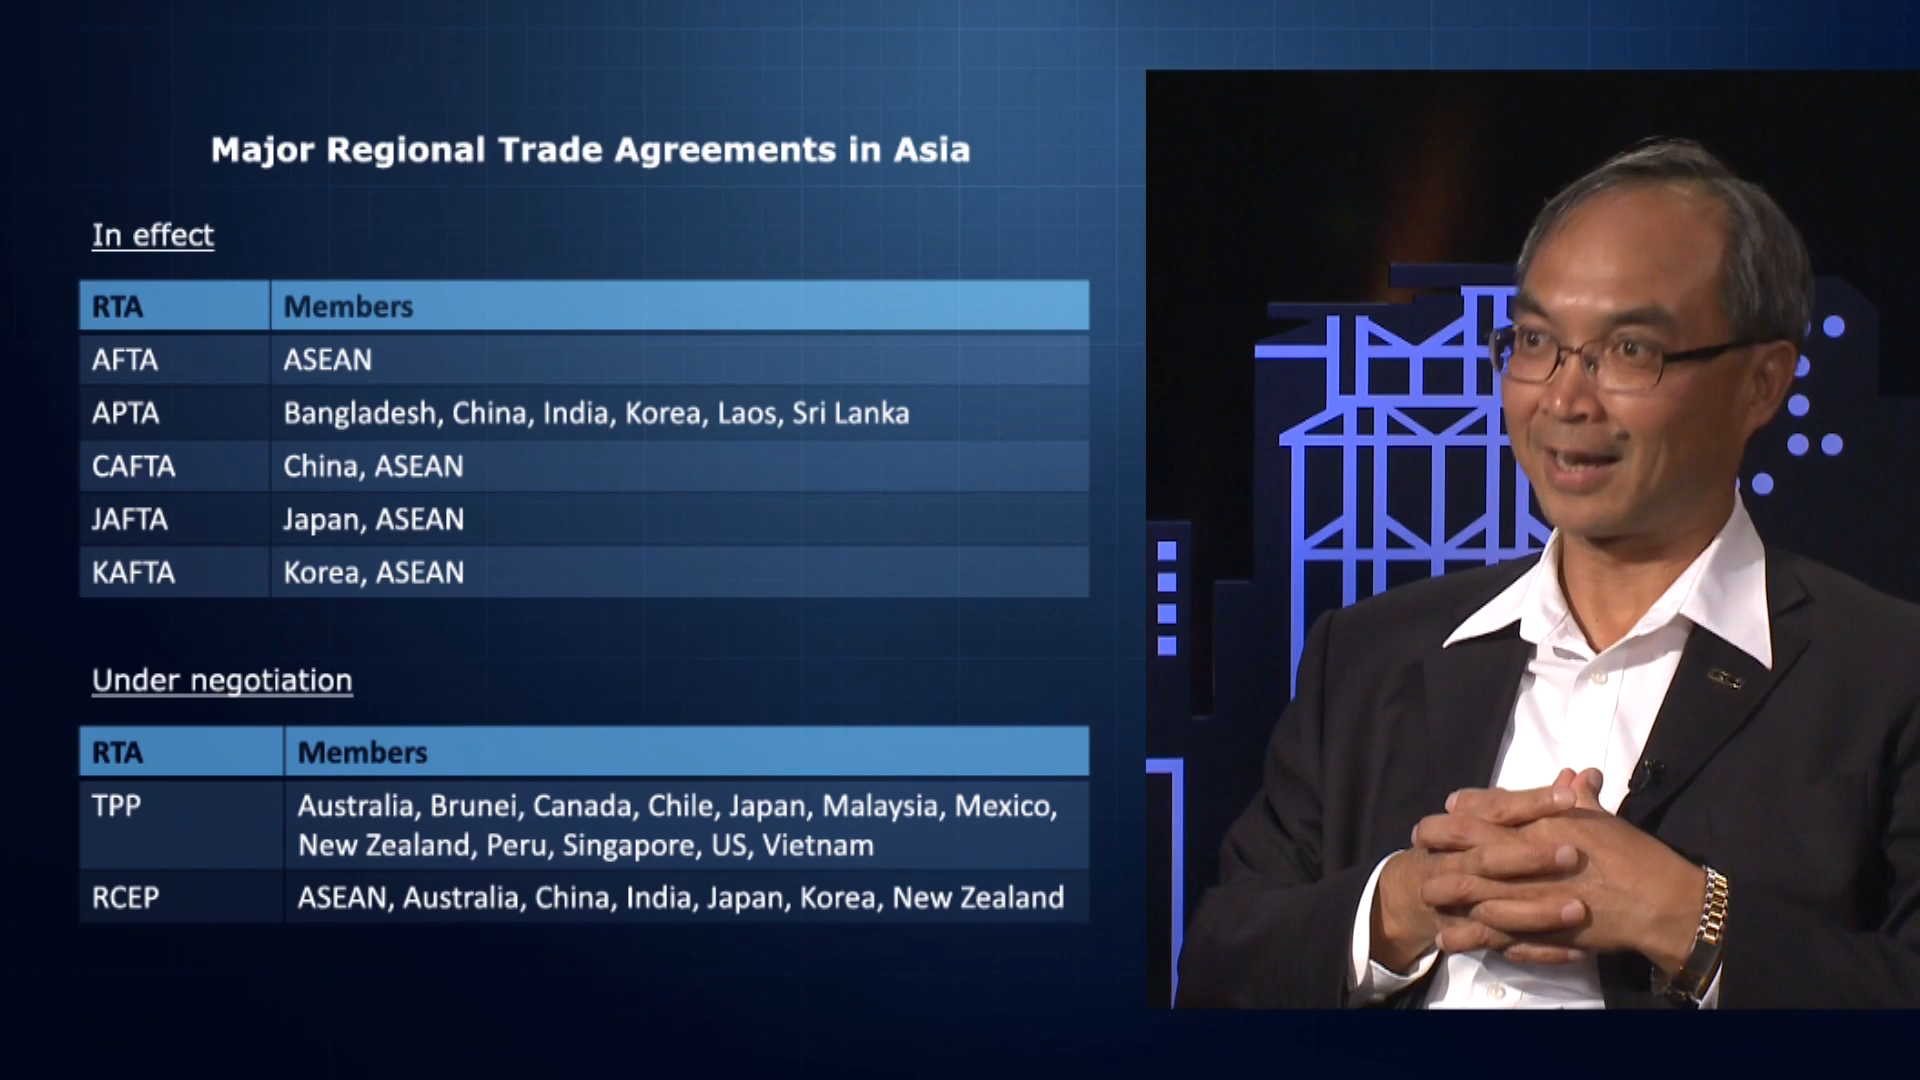 Major Regional Trade Agreements in Asia
In effect
RTA Members
AFTA ASEAN
APTA Bangladesh, China, India, Korea, Laos, Sri Lanka
CAFTA China, ASEAN
JAFTA Japan, ASEAN
KAFTA Korea, ASEAN
Under negotiation
RTA Members
TPP Australia, Brunei, Canada, Chile, Japan, Malaysia, Mexico,
New Zealand, Peru, Singapore, US, Vietnam
RCEP ASEAN, Australia, China, India, Japan, Korea, New Zealand